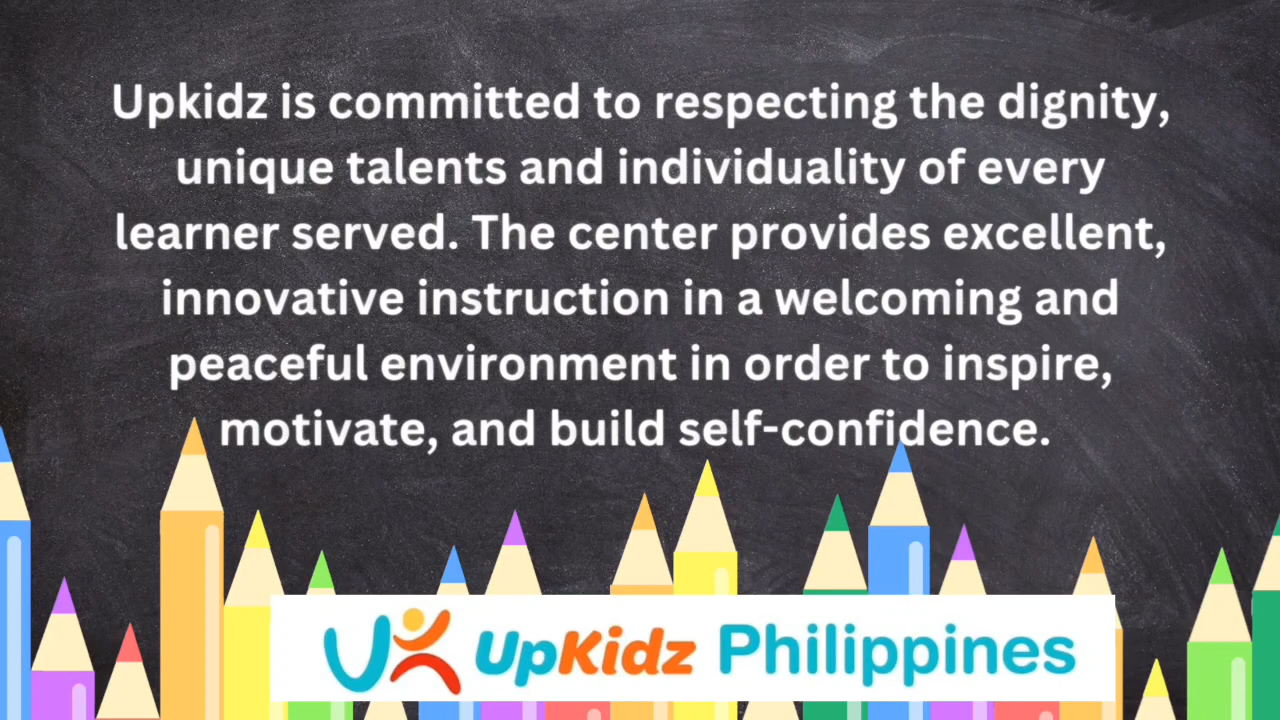 Upkidz is committed to respecting the dignity,
unique talents and individuality of every
learner served. The center provides excellent,
innovative instruction in a welcoming and
peaceful environment in order to inspire,
motivate, and build self-confidence.
UpKidz Philippines